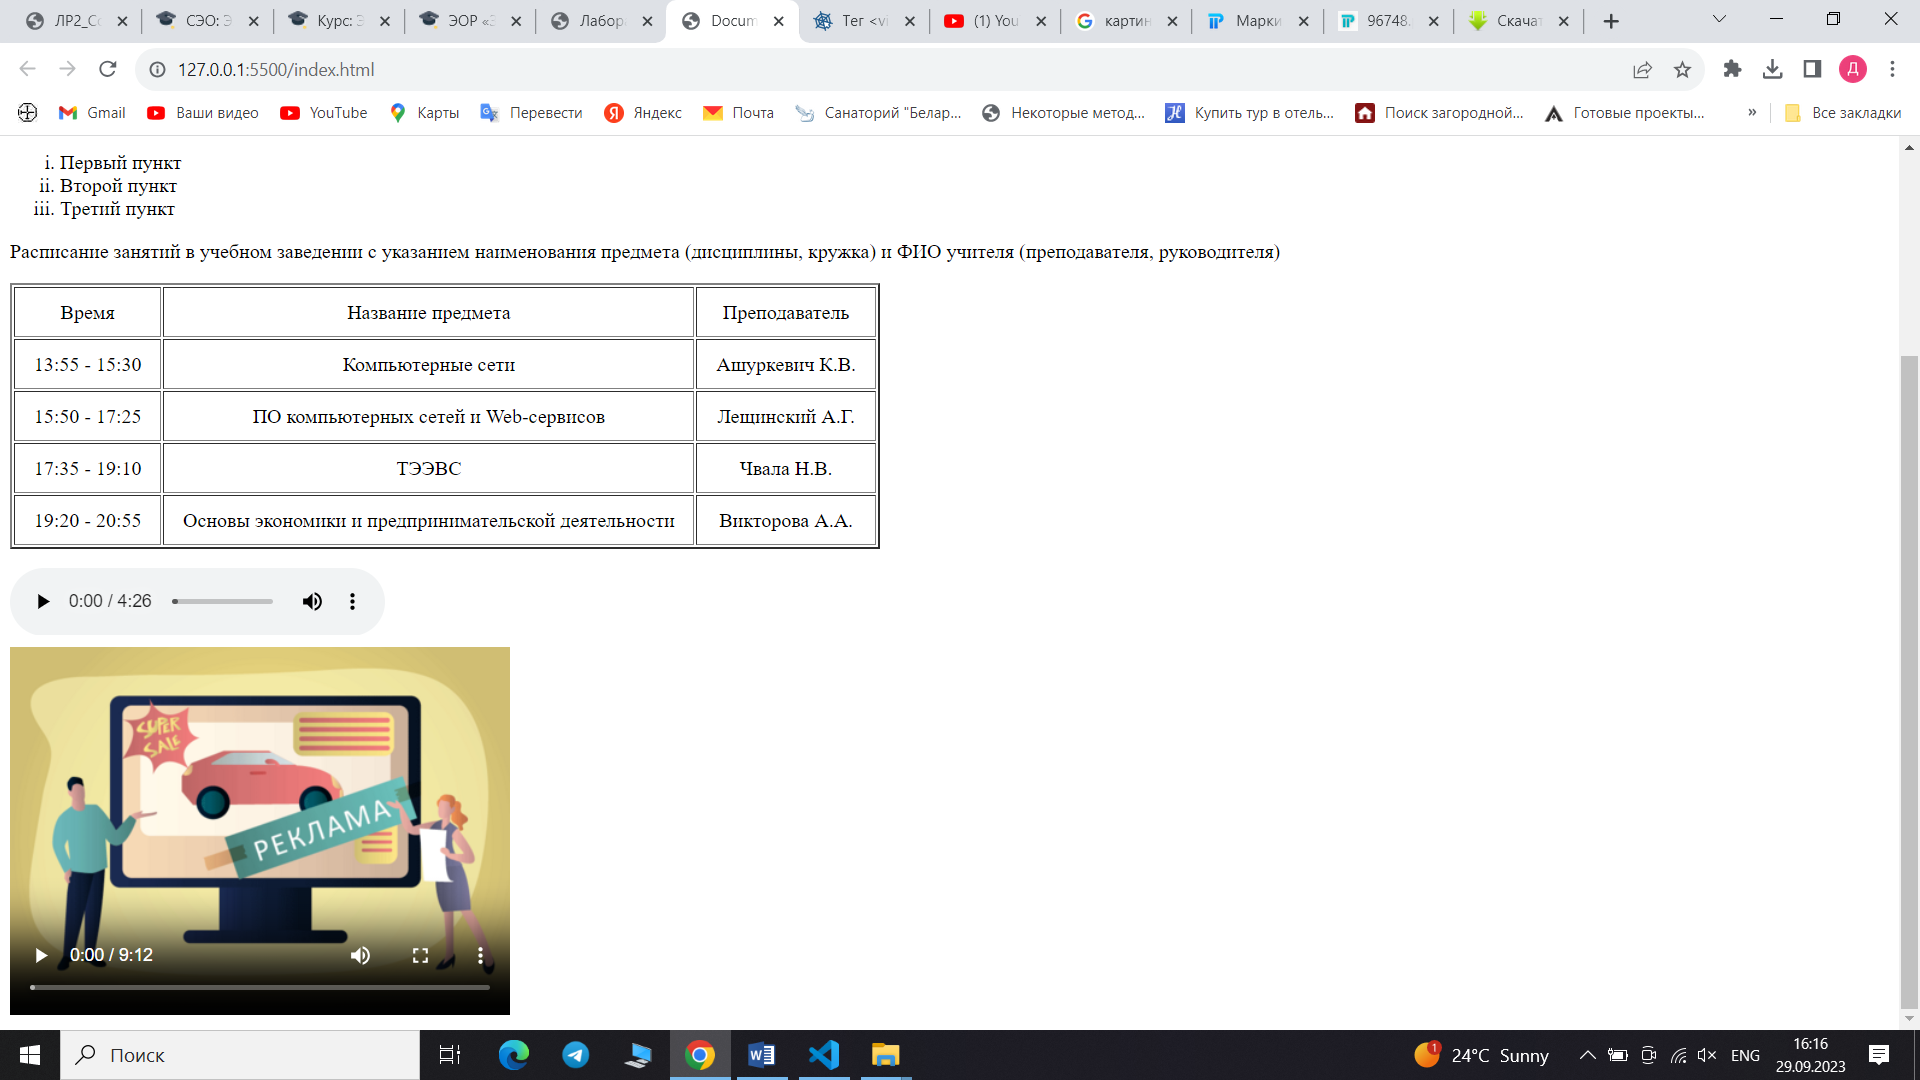 ЛР2_Сс
СЭО: Э
Курс: Э
ЭОР «Э
Лабор
Docum
Тег <vi
(1) You
картин
Марки
96748.
Скачат
127.0.0.1:5500/index.html
Д
Gmail
Ваши видео
YouTube
Карты
Перевести
Яндекс
Почта
Санаторий "Белар...
Некоторые метод...
Купить тур в отель...
Поиск загородной...
Готовые проекты...
»
Все закладки
i. Первый пункт
ii. Второй пункт
iii. Третий пункт
Расписание занятий в учебном заведении с указанием наименования предмета (дисциплины, кружка) и ФИО учителя (преподавателя, руководителя)
Время Название предмета Преподаватель
13:55 - 15:30 Компьютерные сети Ашуркевич К.В.
15:50 - 17:25 ПО компьютерных сетей и Web-сервисов Лещинский А.Г.
17:35 - 19:10 ТЭЭВС Чвала Н.В.
19:20 - 20:55 Основы экономики и предпринимательской деятельности Викторова А.А.
0:00 / 4:26
SUPER
SALE
РЕКЛАМА
0:00 / 9:12
Поиск
1
24°C Sunny
ENG
16:16
29.09.2023